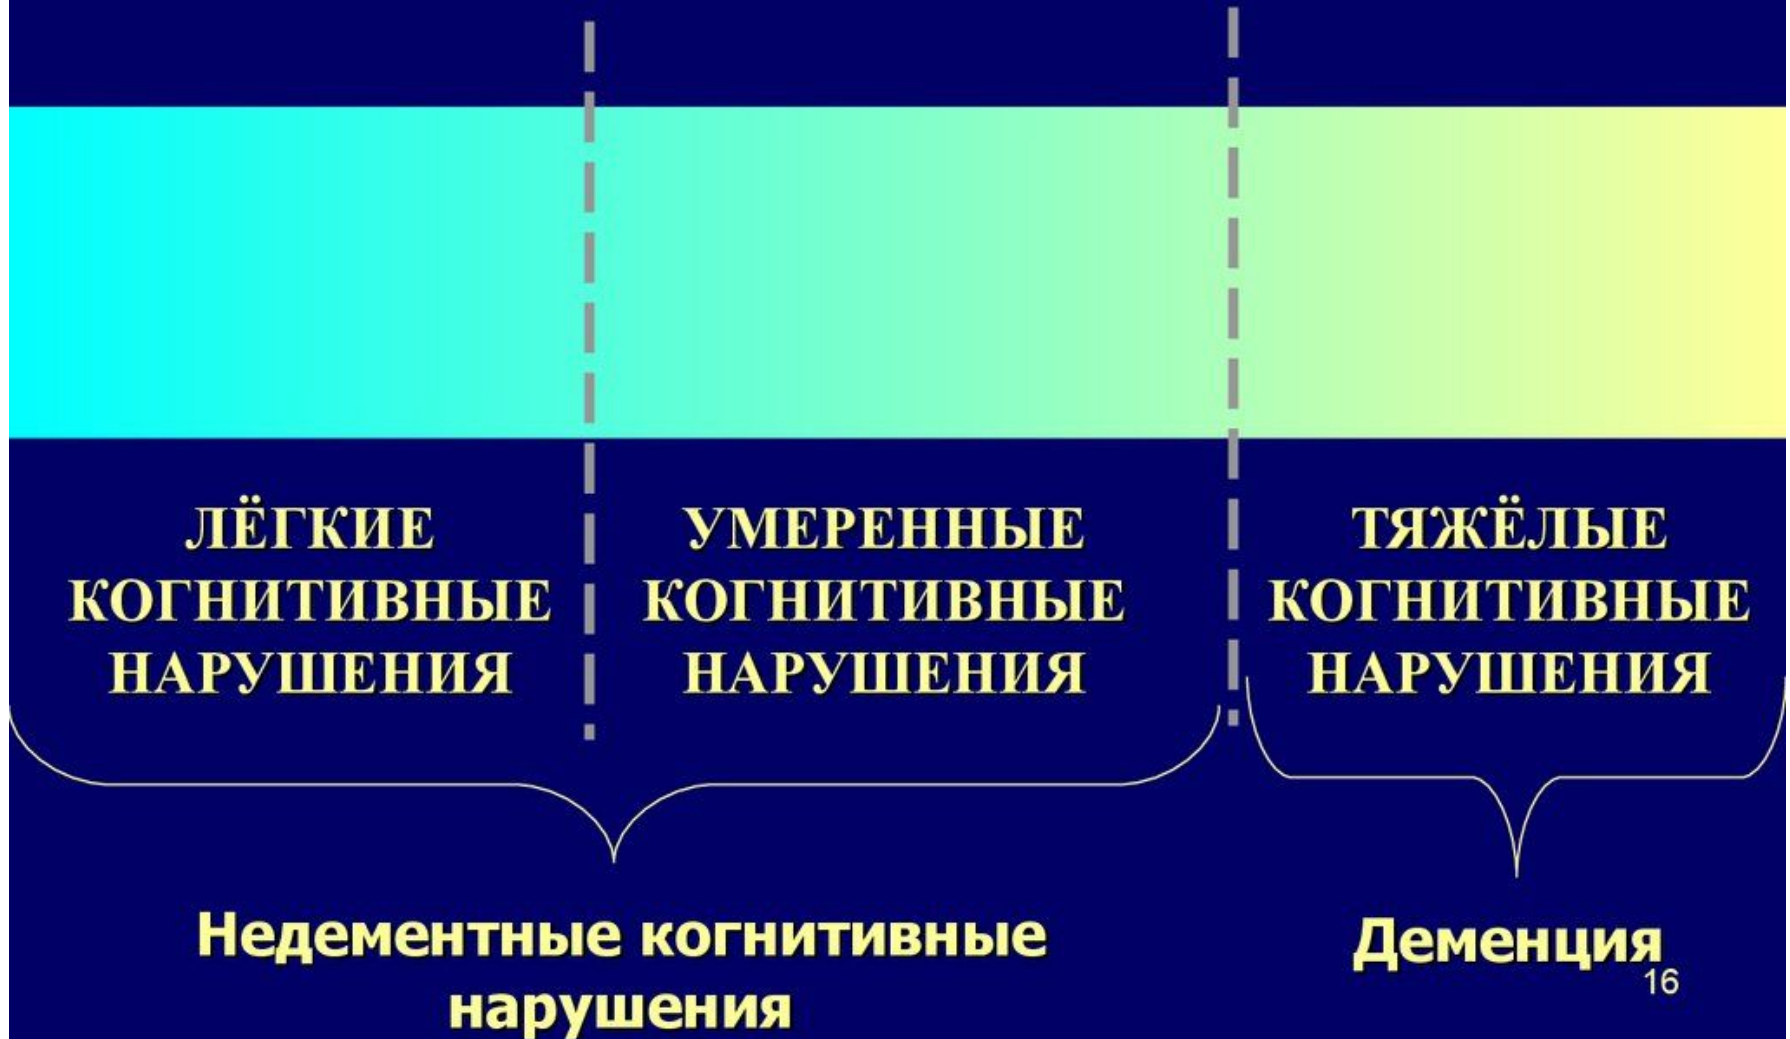 ЛЁГКИЕ
КОГНИТИВНЫЕ
НАРУШЕНИЯ
УМЕРЕННЫЕ
КОГНИТИВНЫЕ
НАРУШЕНИЯ
ТЯЖЁЛЫЕ
КОГНИТИВНЫЕ
НАРУШЕНИЯ
Недементные когнитивные
нарушения
Деменция
16